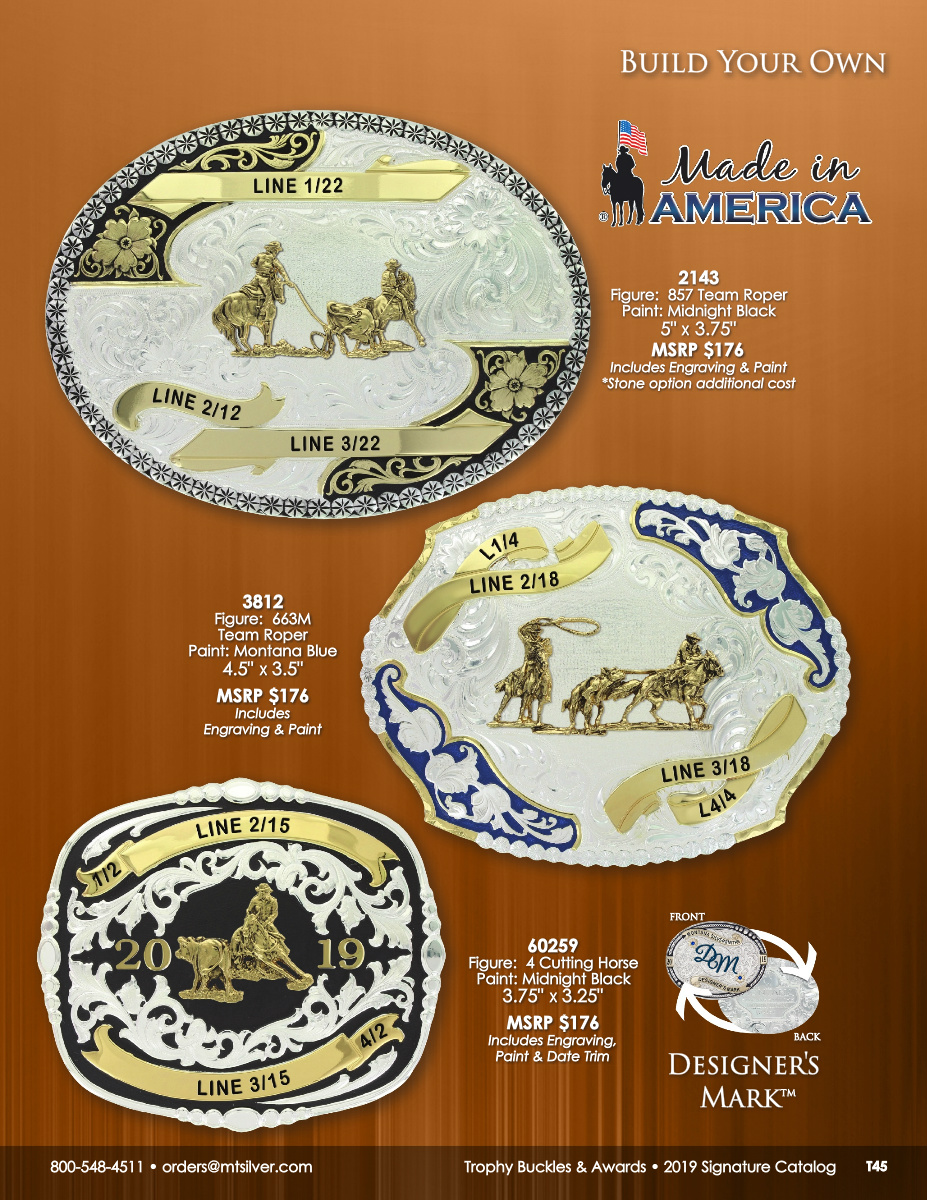 BUILD YOUR OWN
Made in
AMERICA
®
LINE 1/22
LINE 2/12
LINE 3/22
2143
Figure: 857 Team Roper
Paint: Midnight Black
5" x 3.75"
MSRP $176
Includes Engraving & Paint
*Stone option additional cost
L1/4
LINE 2/18
LINE 3/18
L4/4
3812
Figure: 663M
Team Roper
Paint: Montana Blue
4.5" x 3.5"
MSRP $176
Includes
Engraving & Paint
LINE 2/15
1/2
20 19
4/2
LINE 3/15
60259
Figure: 4 Cutting Horse
Paint: Midnight Black
3.75" x 3.25"
MSRP $176
Includes Engraving,
Paint & Date Trim
FRONT
DM
DESIGNER'S MARK
BACK
DESIGNER'S
MARK™
800-548-4511 • orders@mtsilver.com
Trophy Buckles & Awards • 2019 Signature Catalog T45